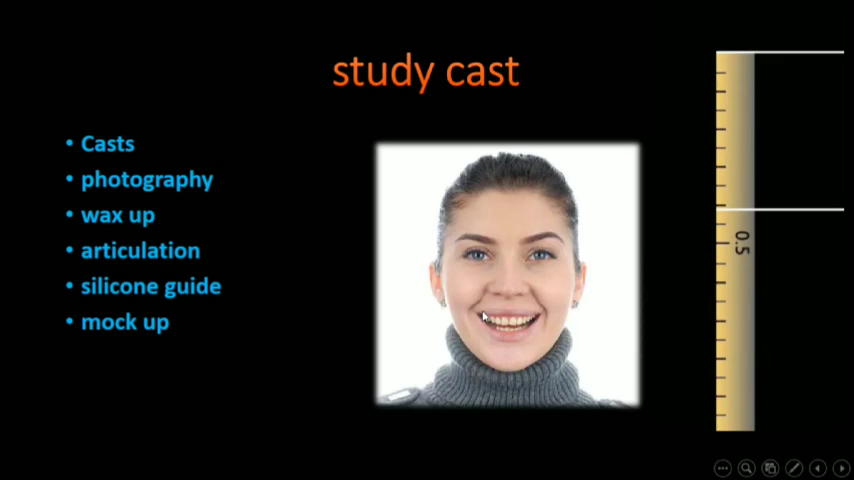 study cast
• Casts
• photography
• wax up
• articulation
• silicone guide
• mock up
0.5